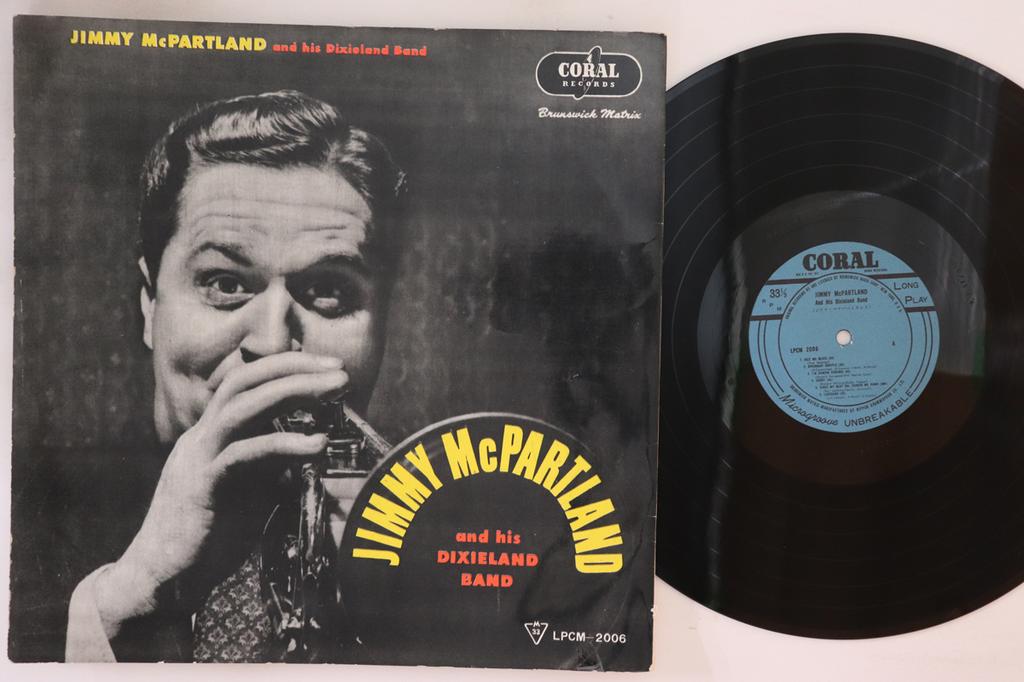 JIMMY McPARTLAND and his Dixieland Band
CORAL
RECORDS
Brunswick Matrix
JIMMY McPARTLAND
and his
DIXIELAND
BAND
M
33
LPCM-2006
CORAL
33⅓
RPM
JIMMY McPARTLAND
And His Dixieland Band
LONG
PLAY
LPCM 2006
A
Microgroove UNBREAKABLE